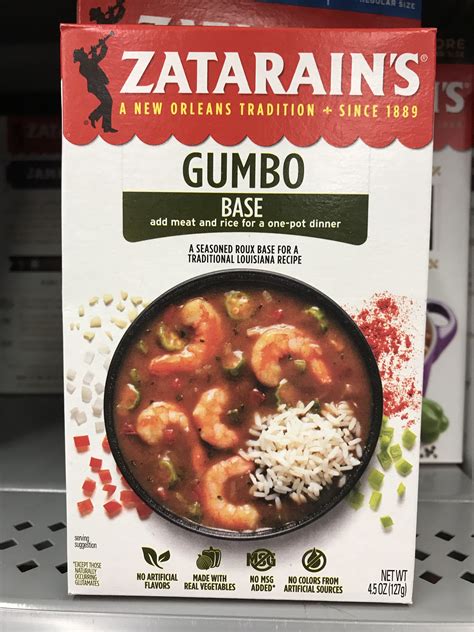 REGULAR SIZE
ZATARAIN'S®
A NEW ORLEANS TRADITION + SINCE 1889
GUMBO
BASE
add meat and rice for a one-pot dinner
A SEASONED ROUX BASE FOR A
TRADITIONAL LOUISIANA RECIPE
serving
suggestion
*EXCEPT THOSE
NATURALLY
OCCURRING
GLUTAMATES
NO ARTIFICIAL
FLAVORS
MADE WITH
REAL VEGETABLES
MSG
NO MSG
ADDED*
NO COLORS FROM
ARTIFICIAL SOURCES
NET WT
4.5 OZ (127g)